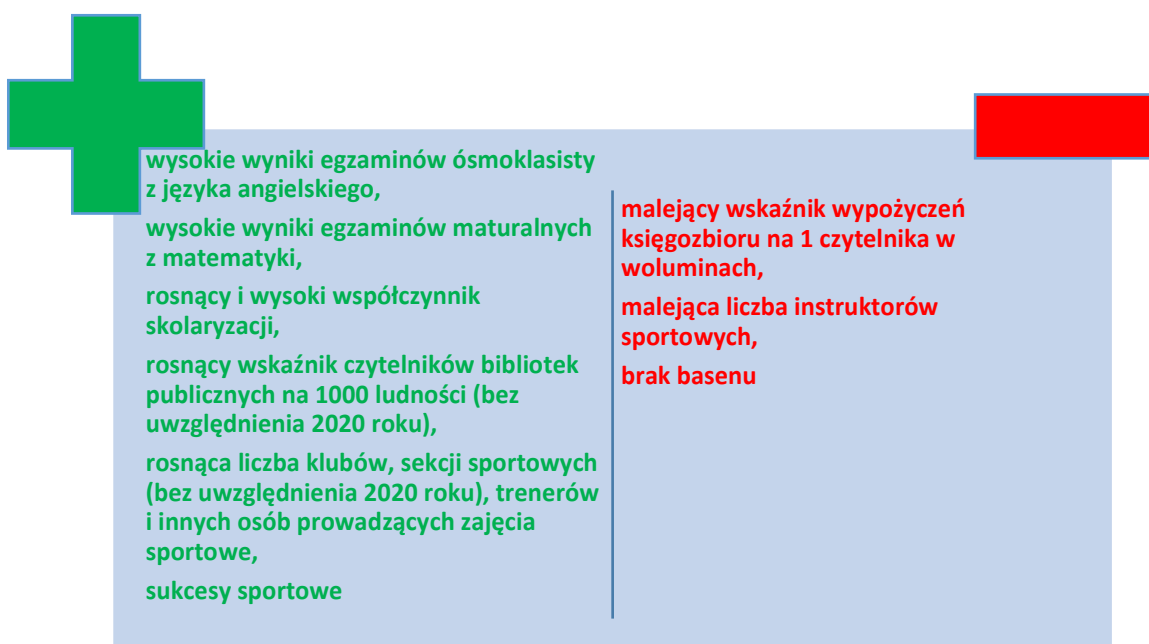 wysokie wyniki egzaminów ósmoklasisty
z języka angielskiego,
wysokie wyniki egzaminów maturalnych
z matematyki,
rosnący i wysoki współczynnik
skolaryzacji,
rosnący wskaźnik czytelników bibliotek
publicznych na 1000 ludności (bez
uwzględnienia 2020 roku),
rosnąca liczba klubów, sekcji sportowych
(bez uwzględnienia 2020 roku), trenerów
i innych osób prowadzących zajęcia
sportowe,
sukcesy sportowe
malejący wskaźnik wypożyczeń
księgozbioru na 1 czytelnika w
woluminach,
malejąca liczba instruktorów
sportowych,
brak basenu